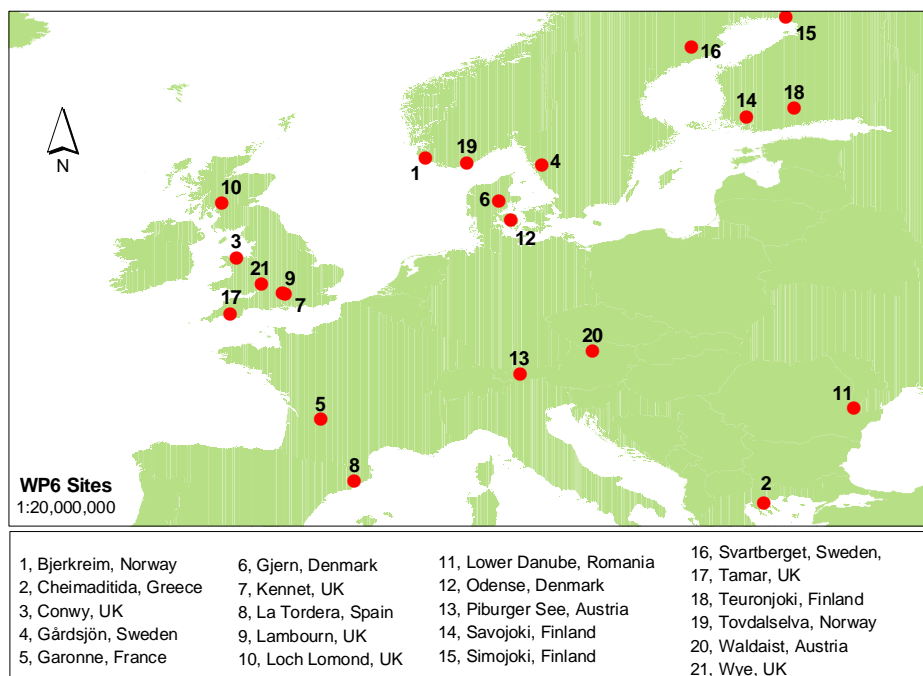 15
16
14
18
1
19
4
10
6
12
3
21
9
17
7
20
13
5
11
8
2
N
WP6 Sites
1:20,000,000
1, Bjerkreim, Norway
2, Cheimaditida, Greece
3, Conwy, UK
4, Gårdsjön, Sweden
5, Garonne, France
6, Gjern, Denmark
7, Kennet, UK
8, La Tordera, Spain
9, Lambourn, UK
10, Loch Lomond, UK
11, Lower Danube, Romania
12, Odense, Denmark
13, Piburger See, Austria
14, Savojoki, Finland
15, Simojoki, Finland
16, Svartberget, Sweden,
17, Tamar, UK
18, Teuronjoki, Finland
19, Tovdalselva, Norway
20, Waldaist, Austria
21, Wye, UK